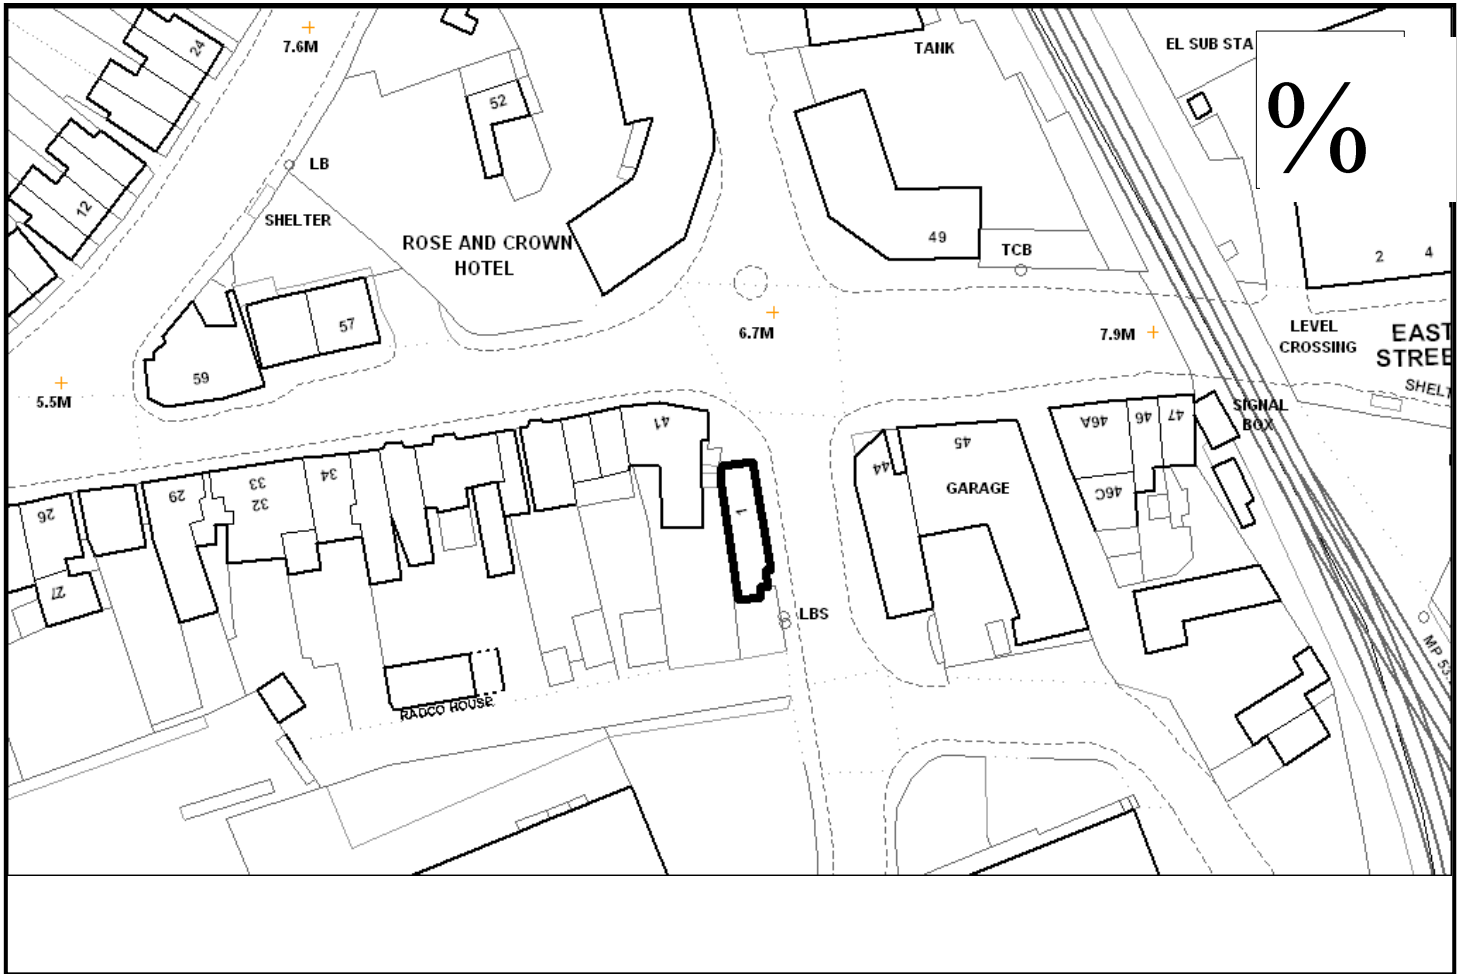 24
7.6M
TANK
EL SUB STA
%
52
LB
12
SHELTER
ROSE AND CROWN
HOTEL
49
TCB
2
4
57
6.7M
7.9M
LEVEL
CROSSING
EAST
STREE
59
5.5M
SHELT
SIGNAL
BOX
41
45
46A
46
47
44
GARAGE
46C
34
33
32
29
26
27
1
LBS
RADCO HOUSE
MP 53.